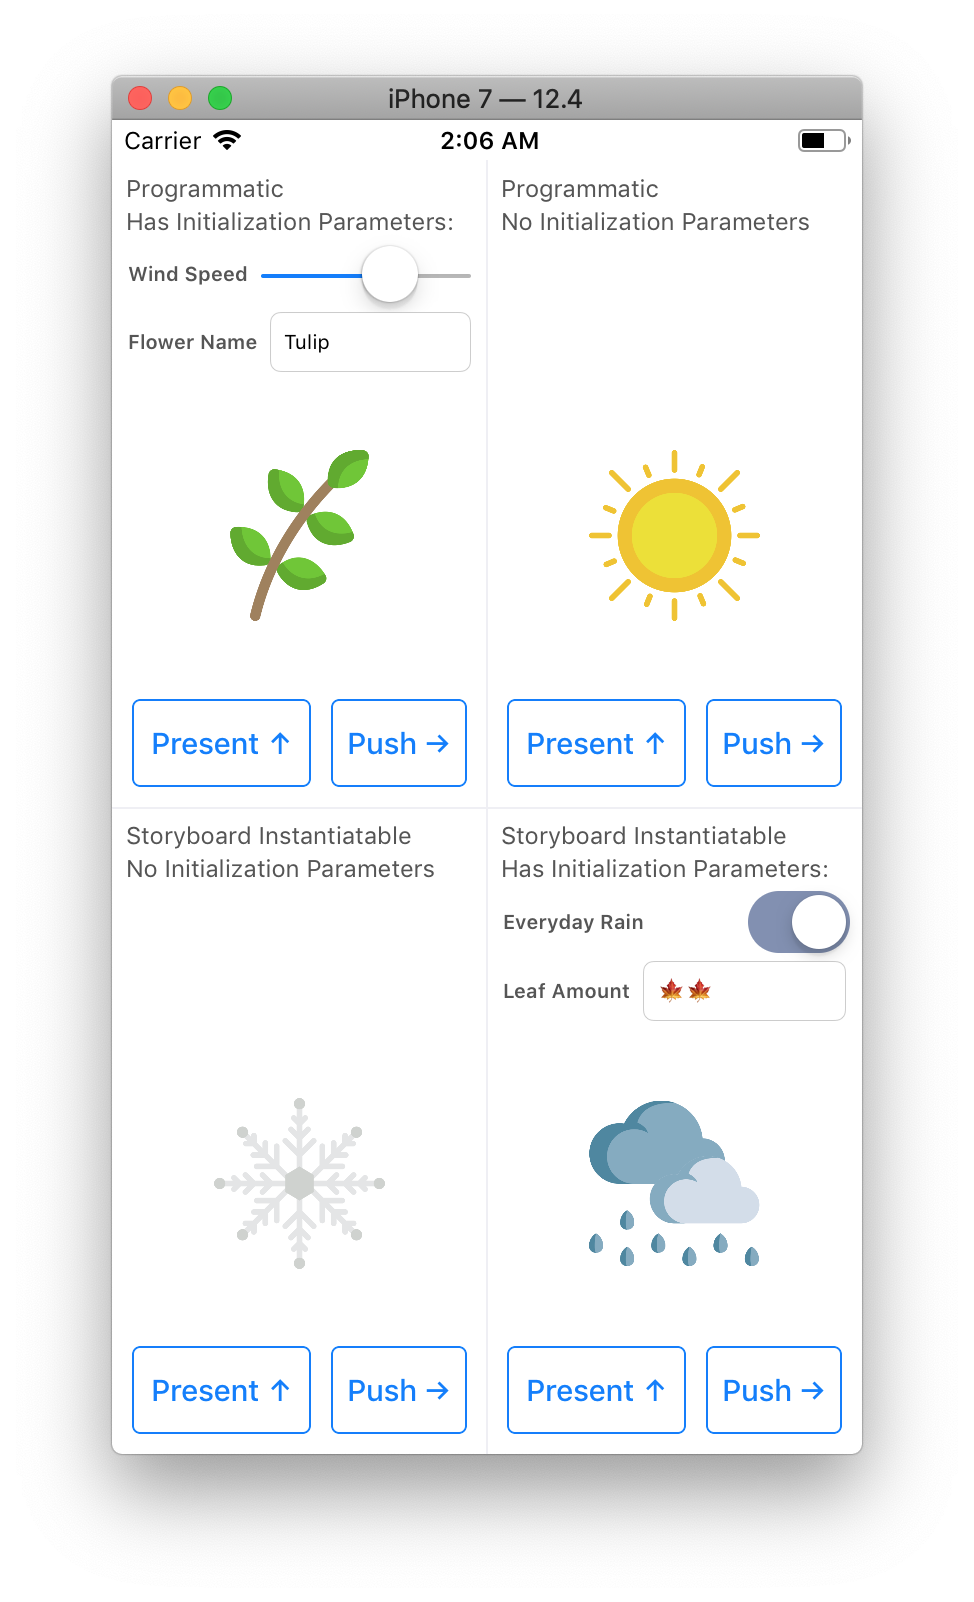 iPhone 7 — 12.4
Carrier 2:06 AM
Programmatic
Has Initialization Parameters:
Wind Speed
Flower Name Tulip
Present ↑ Push →
Programmatic
No Initialization Parameters
Present ↑ Push →
Storyboard Instantiatable
No Initialization Parameters
Present ↑ Push →
Storyboard Instantiatable
Has Initialization Parameters:
Everyday Rain
Leaf Amount 🍁🍁
Present ↑ Push →